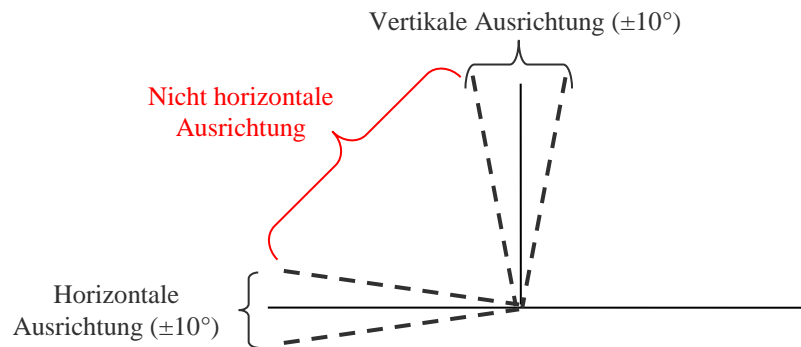 Vertikale Ausrichtung (±10°)
Nicht horizontale
Ausrichtung
Horizontale
Ausrichtung (±10°)